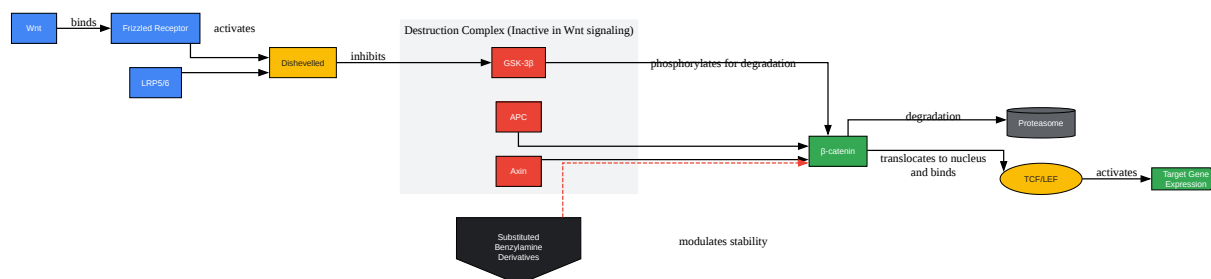 Wnt
binds
Frizzled Receptor
activates
LRP5/6
Dishevelled
inhibits
Destruction Complex (Inactive in Wnt signaling)
GSK-3β
phosphorylates for degradation
APC
Axin
β-catenin
degradation
Proteasome
translocates to nucleus
and binds
TCF/LEF
activates
Target Gene
Expression
Substituted
Benzylamine
Derivatives
modulates stability